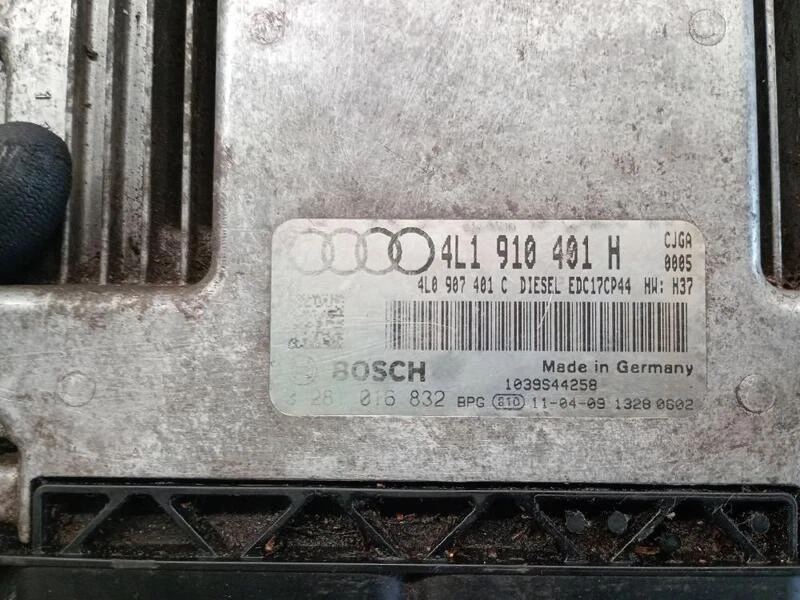 4L1 910 401 H
CJGA
0005
4L0 907 401 C DIESEL EDC17CP44 HW: H37
BOSCH
Made in Germany
1039S44258
016 832 BPG 810 11-04-09 1328 0602